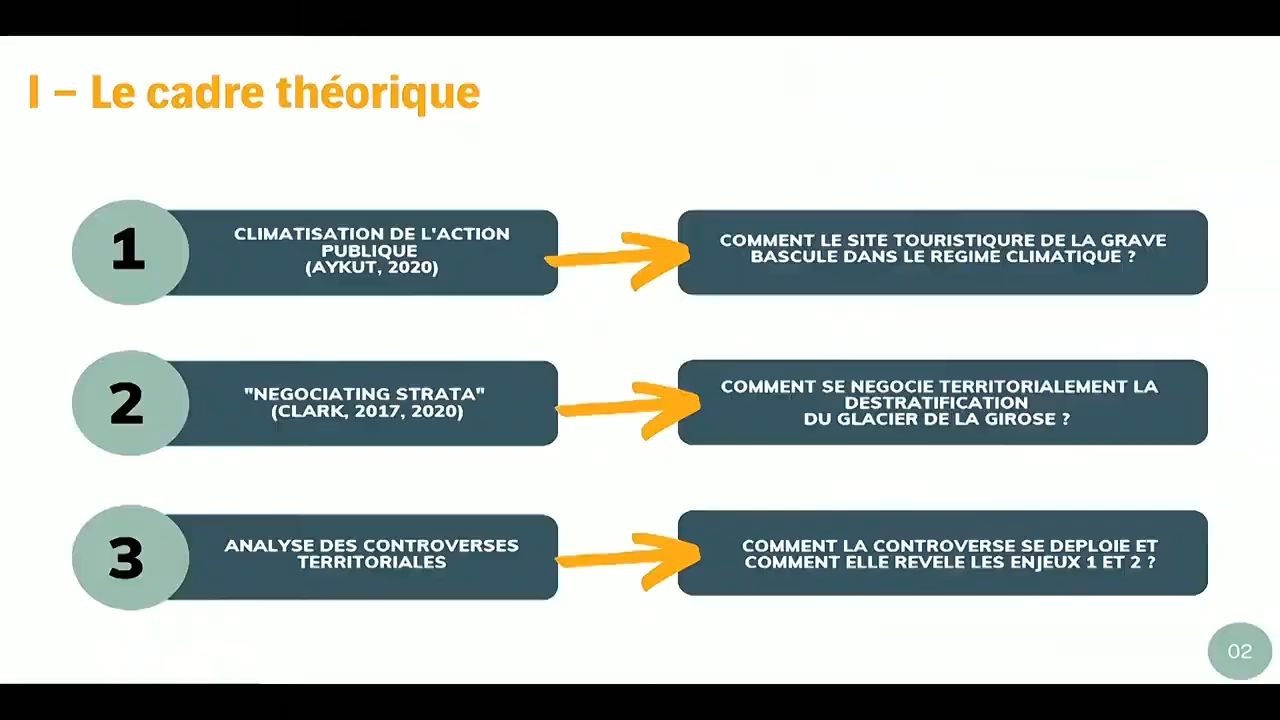 I – Le cadre théorique
1
CLIMATISATION DE L'ACTION
PUBLIQUE
(AYKUT, 2020)
COMMENT LE SITE TOURISTIQURE DE LA GRAVE
BASCULE DANS LE REGIME CLIMATIQUE ?
2
"NEGOCIATING STRATA"
(CLARK, 2017, 2020)
COMMENT SE NEGOCIE TERRITORIALEMENT LA
DESTRATIFICATION
DU GLACIER DE LA GIROSE ?
3
ANALYSE DES CONTROVERSES
TERRITORIALES
COMMENT LA CONTROVERSE SE DEPLOIE ET
COMMENT ELLE REVELE LES ENJEUX 1 ET 2 ?
02